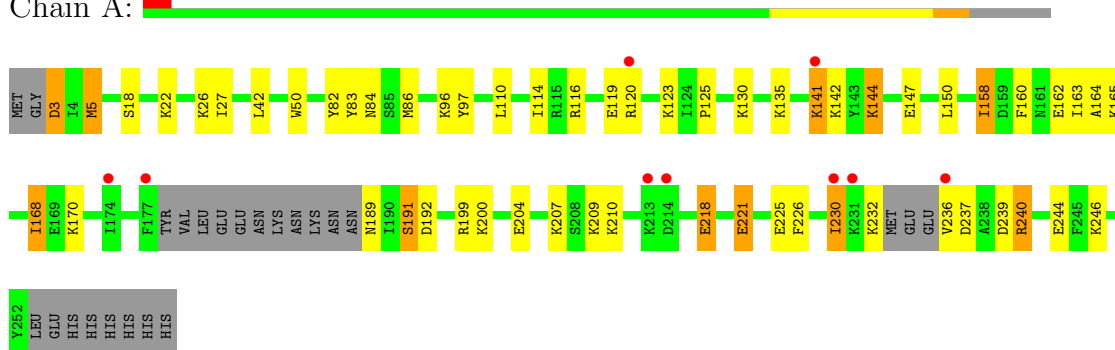 Chain A:
MET GLY D3 I4 M5 S18 K22 K26 I27 L42 W50 Y82 Y83 N84 S85 M86 K96 Y97 L110 I114 R115 R116 E119 R120 K123 I124 P125 K130 K135 K141 K142 Y143 K144 E147 L150 I158 D159 F160 N161 E162 I163 A164 K165
I168 E169 K170 I174 F177 TYR VAL LEU GLU GLU ASN LYS ASN LYS ASN ASN N189 I190 S191 D192 R199 K200 E204 K207 S208 K209 K210 K213 D214 E218 E221 E225 F226 I230 K231 K232 MET GLU GLU V236 D237 A238 D239 R240 E244 F245 K246
Y252 LEU GLU HIS HIS HIS HIS HIS HIS